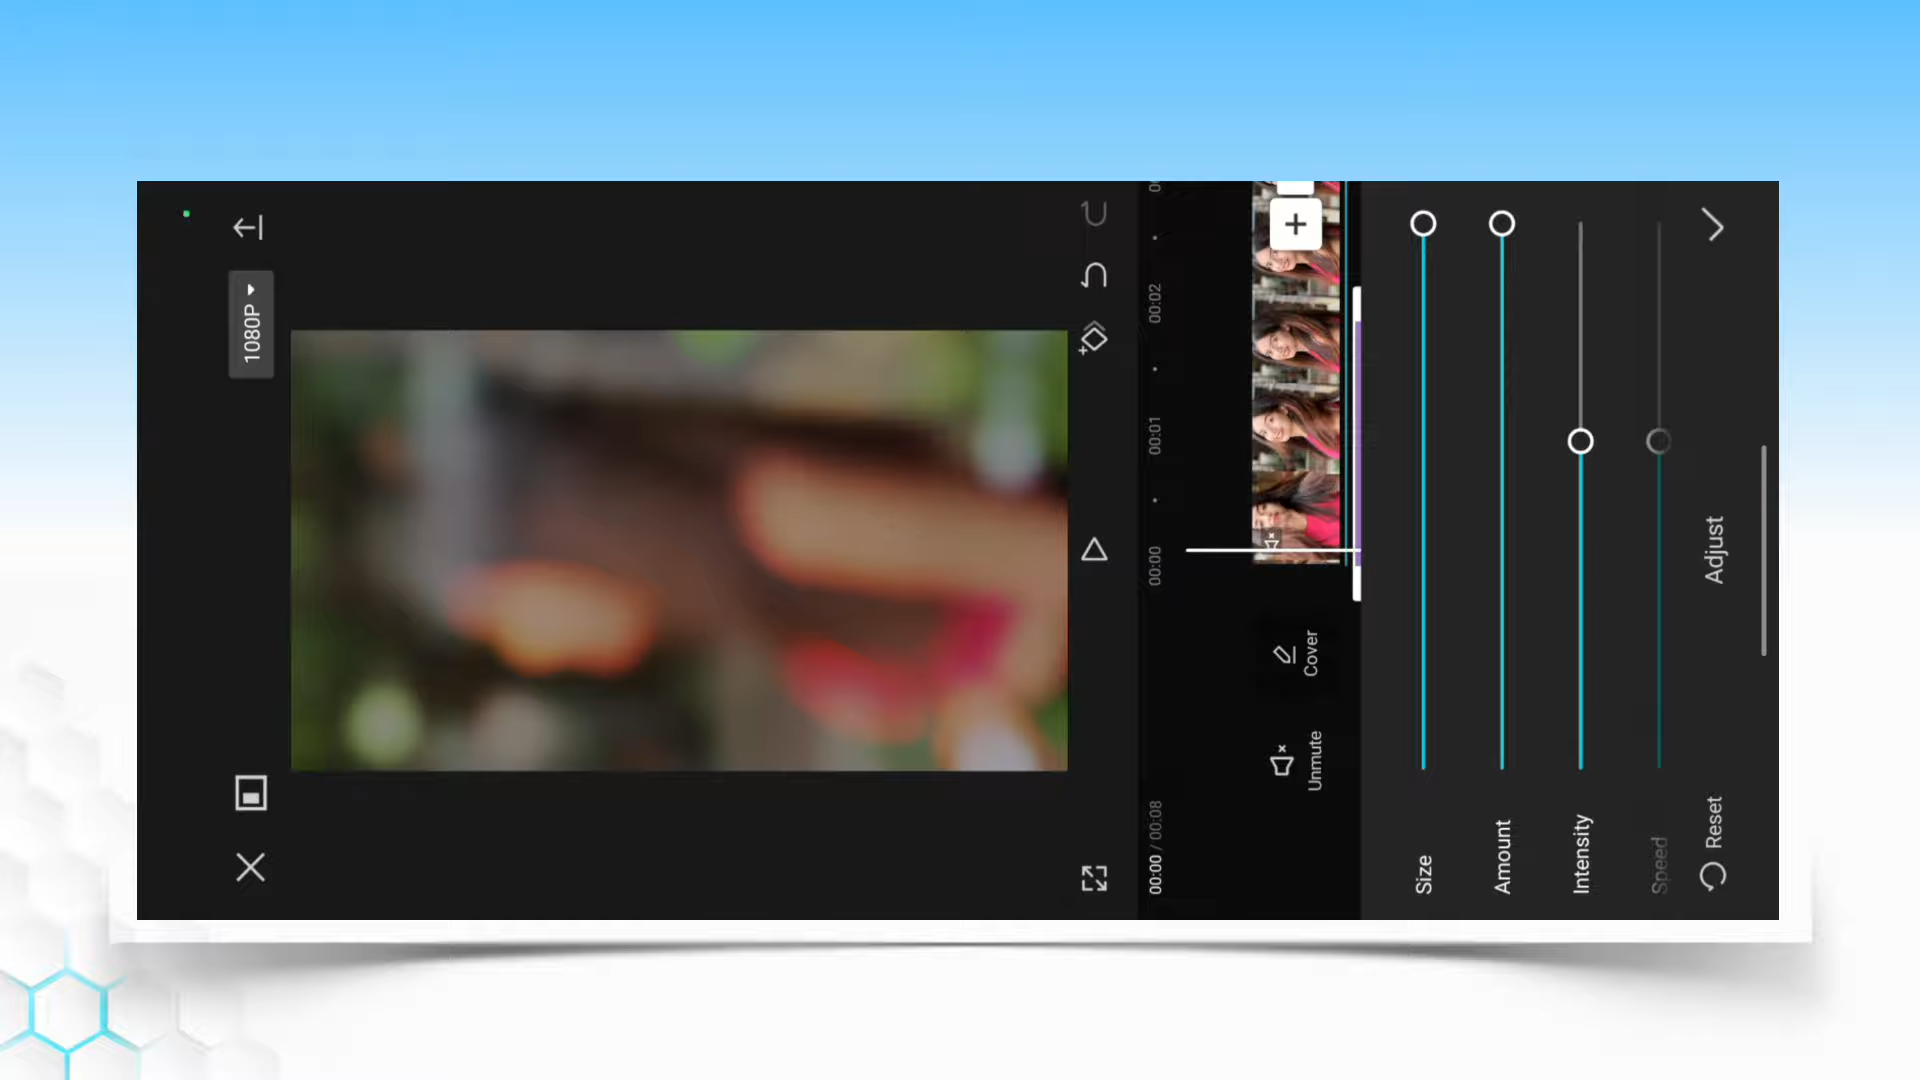 1080P
00:00 / 00:08
00:00
00:01
00:02
Unmute
Cover
Size
Amount
Intensity
Speed
Reset
Adjust